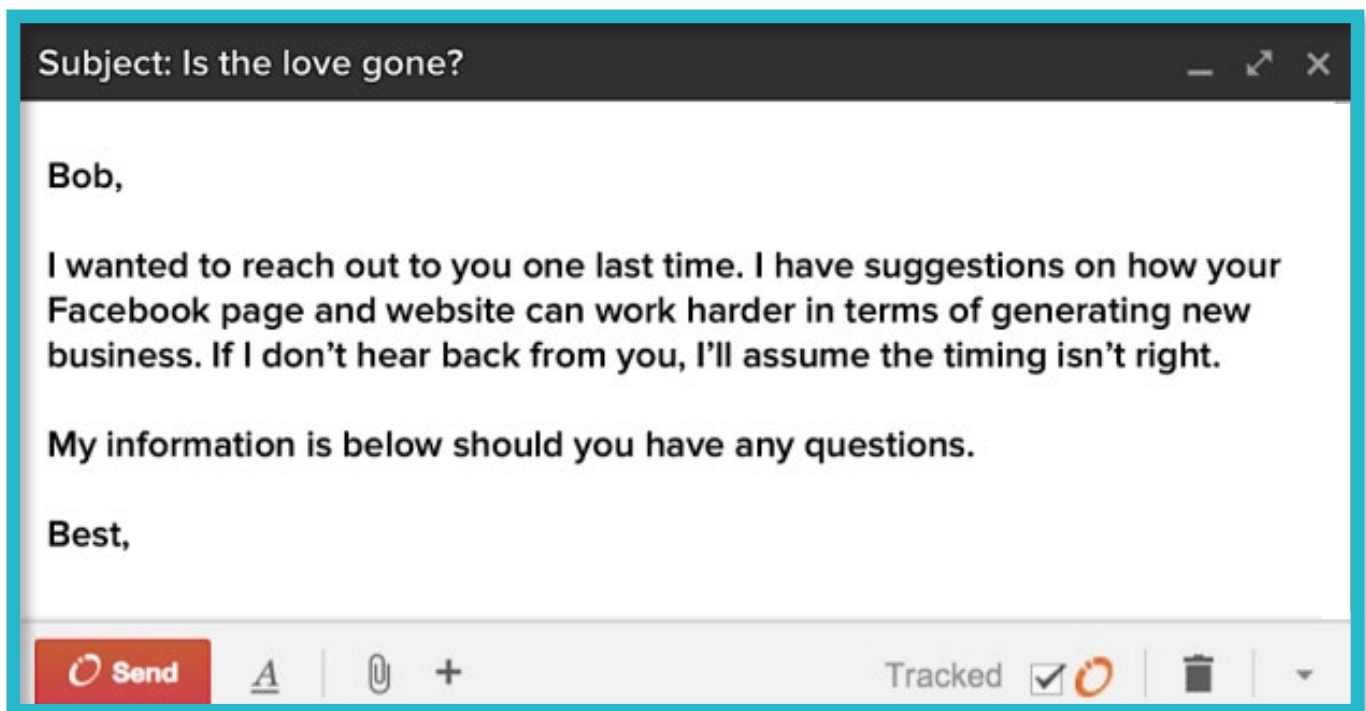 Subject: Is the love gone?
Bob,
I wanted to reach out to you one last time. I have suggestions on how your
Facebook page and website can work harder in terms of generating new
business. If I don’t hear back from you, I’ll assume the timing isn’t right.
My information is below should you have any questions.
Best,
Send A Tracked